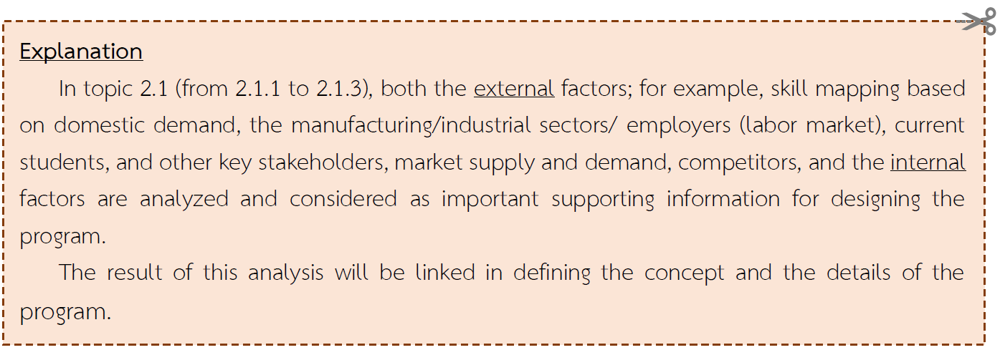 Explanation
In topic 2.1 (from 2.1.1 to 2.1.3), both the external factors; for example, skill mapping based
on domestic demand, the manufacturing/industrial sectors/ employers (labor market), current
students, and other key stakeholders, market supply and demand, competitors, and the internal
factors are analyzed and considered as important supporting information for designing the
program.
The result of this analysis will be linked in defining the concept and the details of the
program.